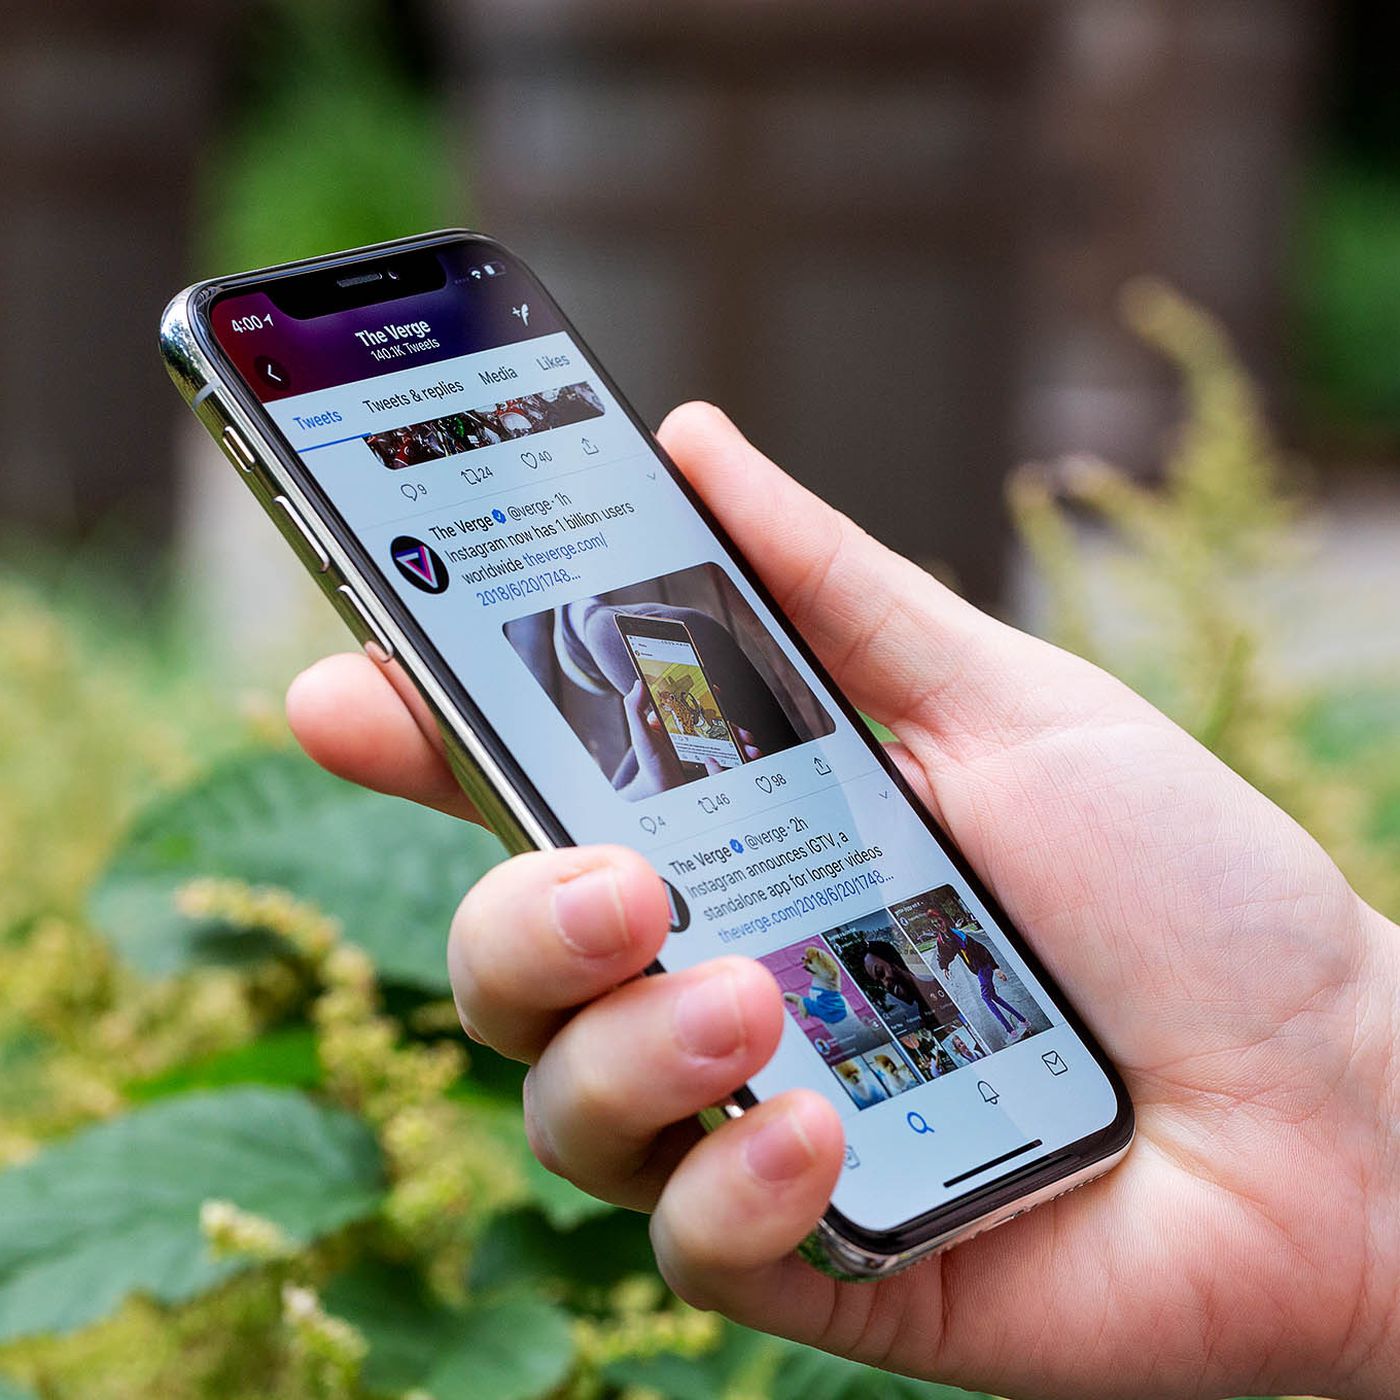 4:00
The Verge
140.1K Tweets
Tweets
Tweets & replies
Media
Likes
9
24
40
The Verge @verge · 1h
Instagram now has 1 billion users
worldwide theverge.com/
2018/6/20/1748...
4
46
98
The Verge @verge · 2h
Instagram announces IGTV, a
standalone app for longer videos
theverge.com/2018/6/20/1748...